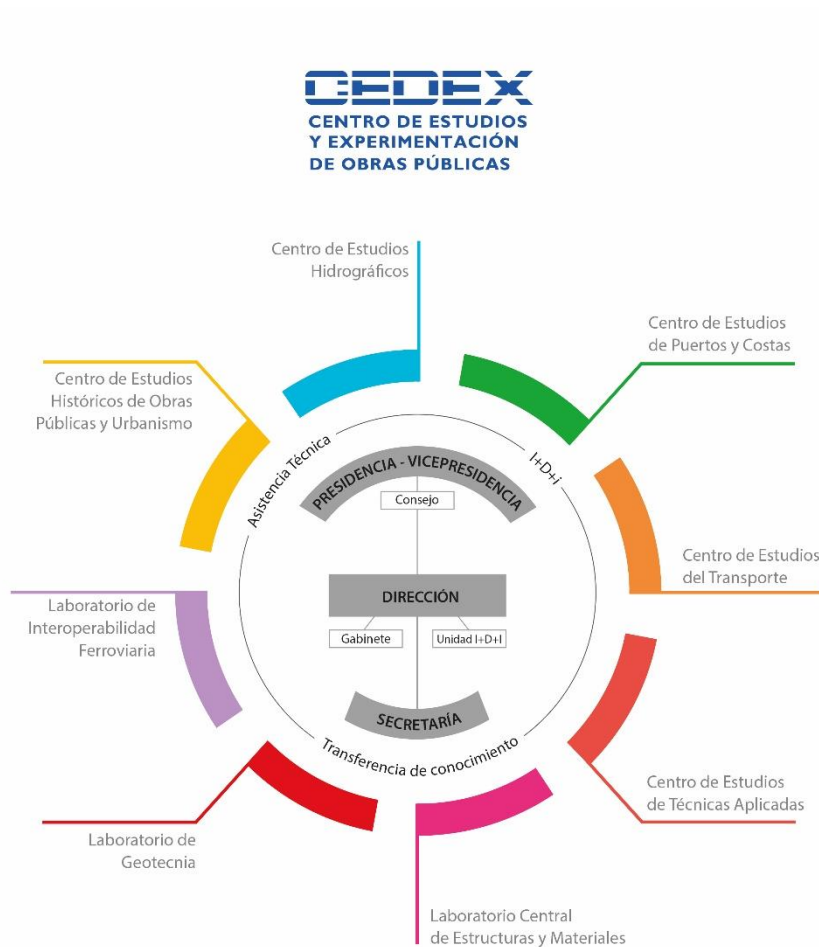 CEDEX
CENTRO DE ESTUDIOS
Y EXPERIMENTACIÓN
DE OBRAS PÚBLICAS
Centro de Estudios
Hidrográficos
Centro de Estudios
de Puertos y Costas
Centro de Estudios
Históricos de Obras
Públicas y Urbanismo
Asistencia Técnica
I+D+i
PRESIDENCIA - VICEPRESIDENCIA
Consejo
Centro de Estudios
del Transporte
DIRECCIÓN
Laboratorio de
Interoperabilidad
Ferroviaria
Gabinete
Unidad I+D+I
SECRETARÍA
Transferencia de conocimiento
Centro de Estudios
de Técnicas Aplicadas
Laboratorio de
Geotecnia
Laboratorio Central
de Estructuras y Materiales